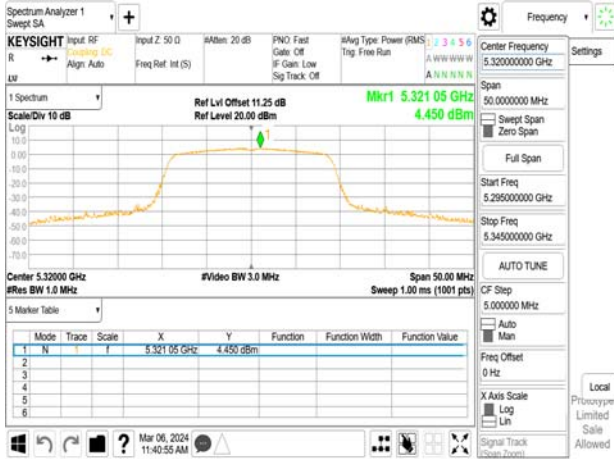 Spectrum Analyzer 1
Swept SA
Frequency
KEYSIGHT
Input: RF
Coupling: DC
Align: Auto
Input Z: 50 Ω
Freq Ref: Int (S)
#Atten: 20 dB
PNO: Fast
Gate: Off
IF Gain: Low
Sig Track: Off
#Avg Type: Power (RMS
Trig: Free Run
1 2 3 4 5 6
A W W W W W
A N N N N N
R
LXI
1 Spectrum
Scale/Div 10 dB
Log
Ref Lvl Offset 11.25 dB
Ref Level 20.00 dBm
Mkr1 5.321 05 GHz
4.450 dBm
1
10.0
0.00
-10.0
-20.0
-30.0
-40.0
-50.0
-60.0
-70.0
Center 5.32000 GHz
#Res BW 1.0 MHz
#Video BW 3.0 MHz
Span 50.00 MHz
Sweep 1.00 ms (1001 pts)
5 Marker Table
Mode Trace Scale X Y Function Function Width Function Value
1 N 1 f 5.321 05 GHz 4.450 dBm
2
3
4
5
6
Mar 06, 2024
11:40:55 AM
Center Frequency
5.320000000 GHz
Span
50.0000000 MHz
Swept Span
Zero Span
Full Span
Start Freq
5.295000000 GHz
Stop Freq
5.345000000 GHz
AUTO TUNE
CF Step
5.000000 MHz
Auto
Man
Freq Offset
0 Hz
X Axis Scale
Log
Lin
Signal Track
(Span Zoom)
Settings
Local
Prototype
Limited
Sale
Allowed